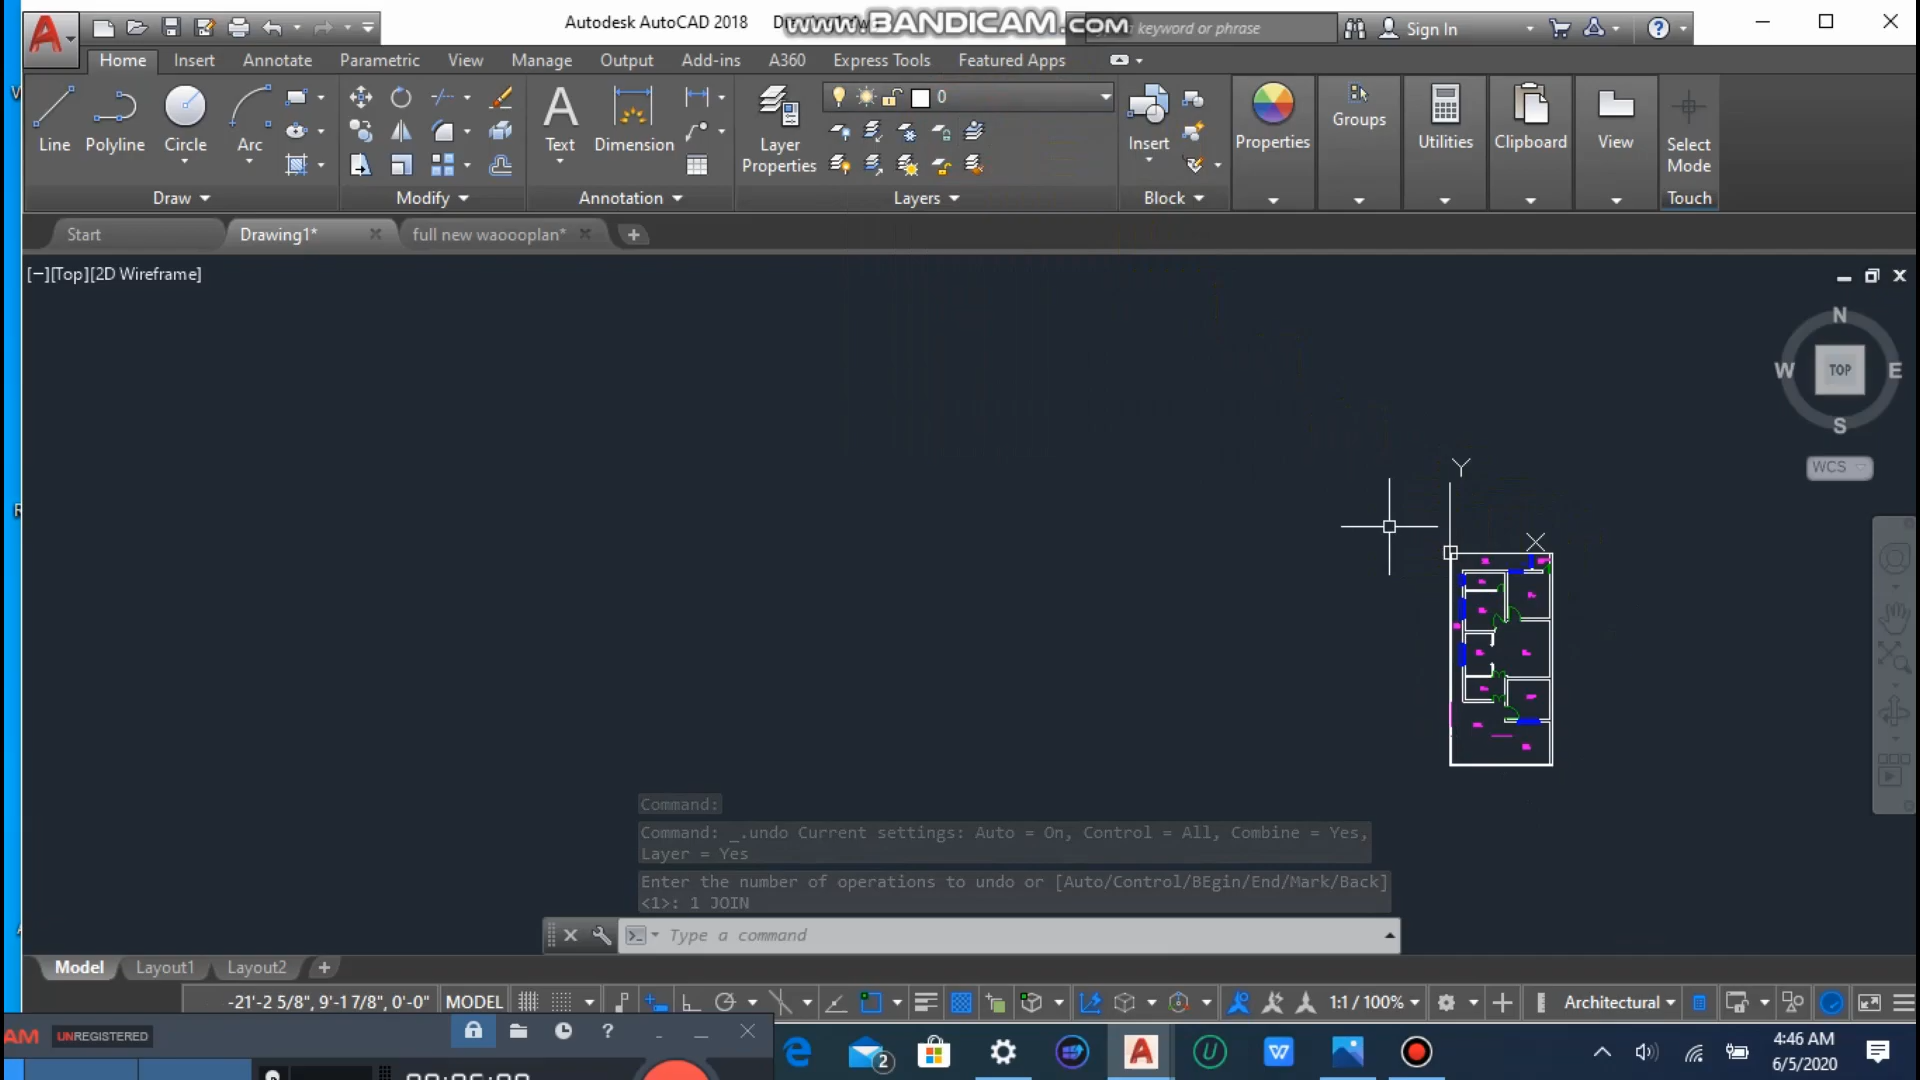 Autodesk AutoCAD 2018
www.BANDICAM.COM
keyword or phrase
Sign In
Home Insert Annotate Parametric View Manage Output Add-ins A360 Express Tools Featured Apps
0
Line Polyline Circle Arc
Text Dimension
Layer Properties
Insert
Properties
Groups
Utilities
Clipboard
View
Select Mode
Draw Modify Annotation Layers Block Touch
Start Drawing1* full new waoooplan*
[−][Top][2D Wireframe]
N
W TOP E
S
WCS
Y
X
Command:
Command: _.undo Current settings: Auto = On, Control = All, Combine = Yes,
Layer = Yes
Enter the number of operations to undo or [Auto/Control/BEgin/End/Mark/Back]
<1>: 1 JOIN
Type a command
Model Layout1 Layout2
-21'-2 5/8", 9'-1 7/8", 0'-0" MODEL 1:1 / 100% Architectural
AM UNREGISTERED
2
4:46 AM
6/5/2020